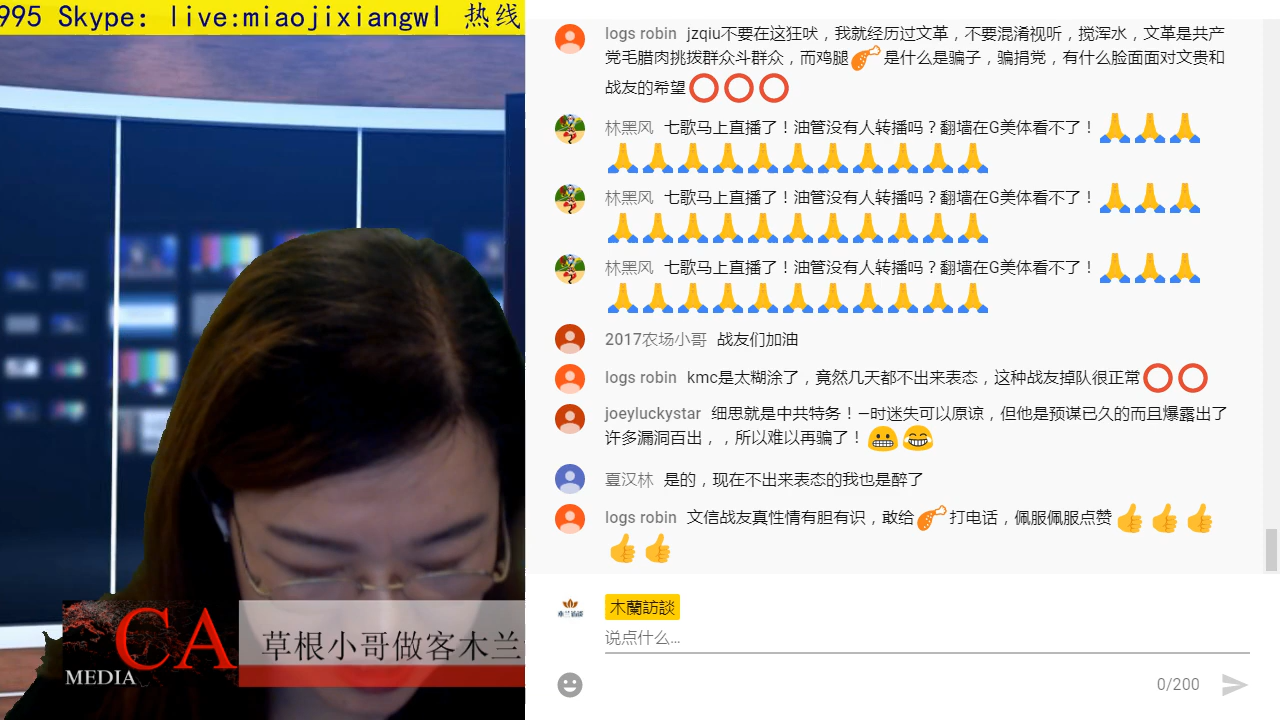 995 Skype: live:miaojixiangwl 热线
CA
MEDIA
草根小哥做客木兰
logs robin jzqiu不要在这狂吠，我就经历过文革，不要混淆视听，搅浑水，文革是共产
党毛腊肉挑拨群众斗群众，而鸡腿🍗是什么是骗子，骗捐党，有什么脸面面对文贵和
战友的希望⭕⭕⭕
林黑风 七歌马上直播了！油管没有人转播吗？翻墙在G美体看不了！🙏🙏🙏
🙏🙏🙏🙏🙏🙏🙏🙏🙏🙏🙏
林黑风 七歌马上直播了！油管没有人转播吗？翻墙在G美体看不了！🙏🙏🙏
🙏🙏🙏🙏🙏🙏🙏🙏🙏🙏🙏
林黑风 七歌马上直播了！油管没有人转播吗？翻墙在G美体看不了！🙏🙏🙏
🙏🙏🙏🙏🙏🙏🙏🙏🙏🙏🙏
2017农场小哥 战友们加油
logs robin kmc是太糊涂了，竟然几天都不出来表态，这种战友掉队很正常⭕⭕
joeyluckystar 细思就是中共特务！一时迷失可以原谅，但他是预谋已久的而且爆露出了
许多漏洞百出，，所以难以再骗了！😬😂
夏汉林 是的，现在不出来表态的我也是醉了
logs robin 文信战友真性情有胆有识，敢给🍗打电话，佩服佩服点赞👍👍👍
👍👍
木蘭訪談
说点什么...
0/200